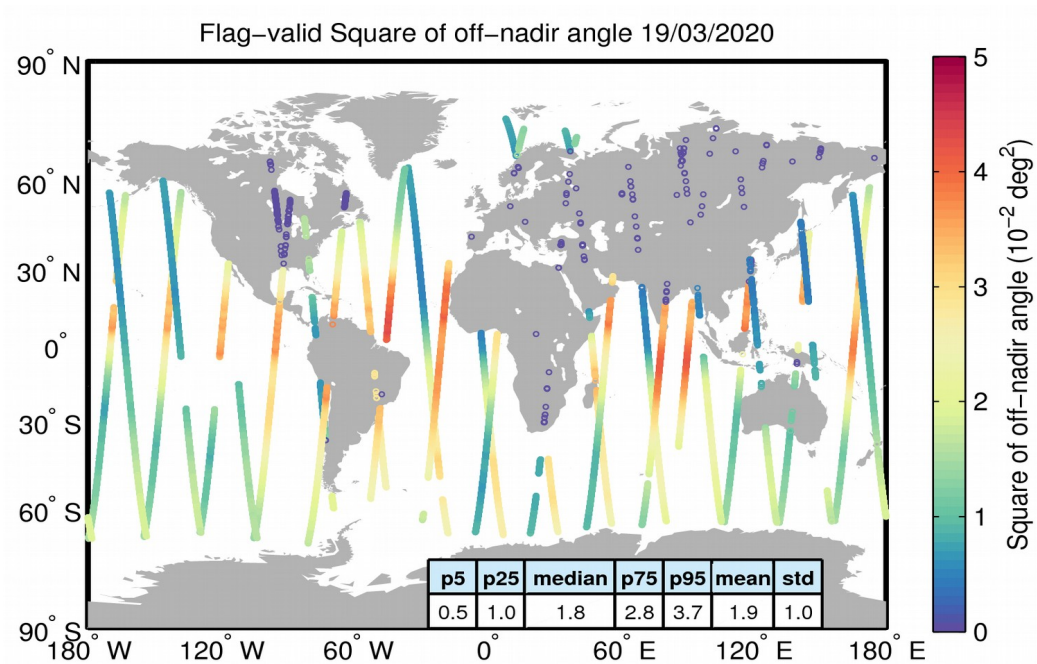 Flag−valid Square of off−nadir angle 19/03/2020
90° N
60° N
30° N
0°
30° S
60° S
90° S
180° W
120° W
60° W
0°
60° E
120° E
180° E
5
4
3
2
1
0
Square of off−nadir angle (10⁻² deg²)
p5 p25 median p75 p95 mean std
0.5 1.0 1.8 2.8 3.7 1.9 1.0